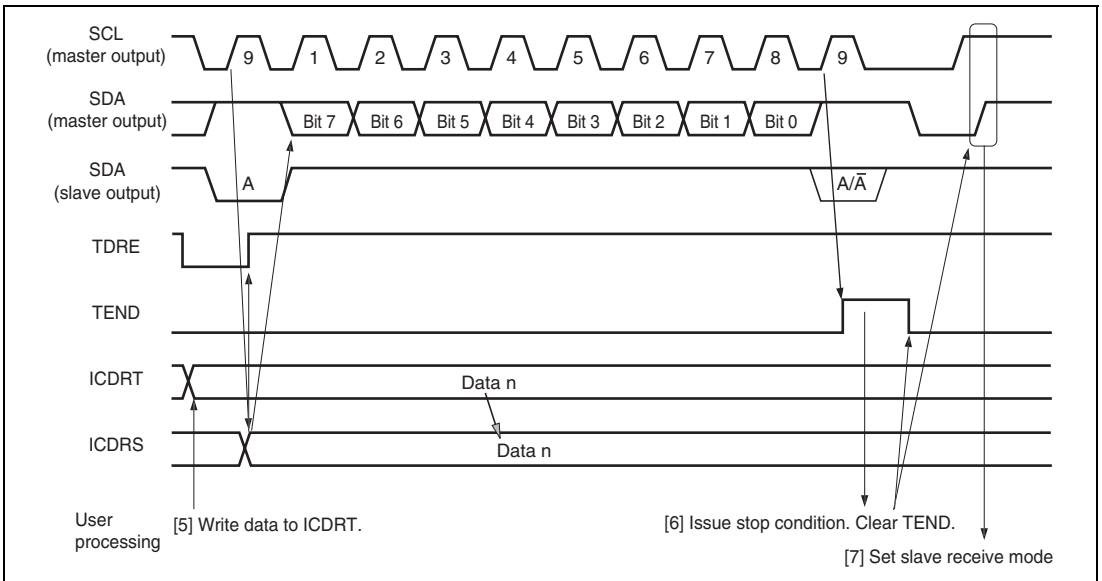 SCL
(master output)
9 1 2 3 4 5 6 7 8 9
SDA
(master output)
Bit 7 Bit 6 Bit 5 Bit 4 Bit 3 Bit 2 Bit 1 Bit 0
SDA
(slave output)
A A/A̅
TDRE
TEND
ICDRT
Data n
ICDRS
Data n
User
processing
[5] Write data to ICDRT.
[6] Issue stop condition. Clear TEND.
[7] Set slave receive mode